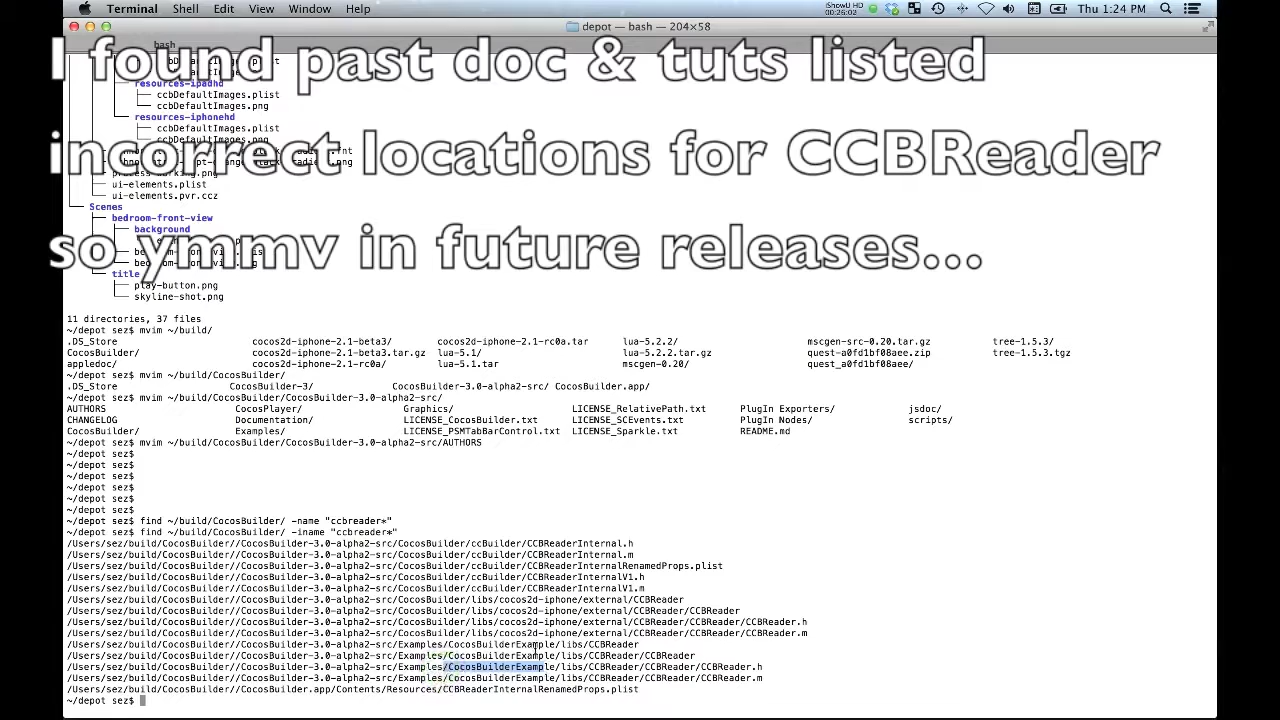 Terminal Shell Edit View Window Help iShowU HD 00:26:02 Thu 1:24 PM
depot — bash — 204×58
bash
I found past doc & tuts listed
resources-ipadhd
ccbDefaultImages.plist
ccbDefaultImages.png
resources-iphonehd
ccbDefaultImages.plist
ccbDefaultImages.png
incorrect locations for CCBReader
ui-elements.plist
ui-elements.pvr.ccz
Scenes
bedroom-front-view
background
so ymmv in future releases...
title
play-button.png
skyline-shot.png
11 directories, 37 files
~/depot sez$ mvim ~/build/
.DS_Store cocos2d-iphone-2.1-beta3/ cocos2d-iphone-2.1-rc0a.tar lua-5.2.2/ mscgen-src-0.20.tar.gz tree-1.5.3/
CocosBuilder/ cocos2d-iphone-2.1-beta3.tar.gz lua-5.1/ lua-5.2.2.tar.gz quest-a0fd1bf08aee.zip tree-1.5.3.tgz
appledoc/ cocos2d-iphone-2.1-rc0a/ lua-5.1.tar mscgen-0.20/ quest_a0fd1bf08aee/
~/depot sez$ mvim ~/build/CocosBuilder/
.DS_Store CocosBuilder-3/ CocosBuilder-3.0-alpha2-src/ CocosBuilder.app/
~/depot sez$ mvim ~/build/CocosBuilder/CocosBuilder-3.0-alpha2-src/
AUTHORS CocosPlayer/ Graphics/ LICENSE_RelativePath.txt PlugIn Exporters/ jsdoc/
CHANGELOG Documentation/ LICENSE_CocosBuilder.txt LICENSE_SCEvents.txt PlugIn Nodes/ scripts/
CocosBuilder/ Examples/ LICENSE_PSMTabBarControl.txt LICENSE_Sparkle.txt README.md
~/depot sez$ mvim ~/build/CocosBuilder/CocosBuilder-3.0-alpha2-src/AUTHORS
~/depot sez$
~/depot sez$
~/depot sez$
~/depot sez$
~/depot sez$
~/depot sez$
~/depot sez$ find ~/build/CocosBuilder/ -name "ccbreader*"
~/depot sez$ find ~/build/CocosBuilder/ -iname "ccbreader*"
/Users/sez/build/CocosBuilder//CocosBuilder-3.0-alpha2-src/CocosBuilder/ccBuilder/CCBReaderInternal.h
/Users/sez/build/CocosBuilder//CocosBuilder-3.0-alpha2-src/CocosBuilder/ccBuilder/CCBReaderInternal.m
/Users/sez/build/CocosBuilder//CocosBuilder-3.0-alpha2-src/CocosBuilder/ccBuilder/CCBReaderInternalRenamedProps.plist
/Users/sez/build/CocosBuilder//CocosBuilder-3.0-alpha2-src/CocosBuilder/ccBuilder/CCBReaderInternalV1.h
/Users/sez/build/CocosBuilder//CocosBuilder-3.0-alpha2-src/CocosBuilder/ccBuilder/CCBReaderInternalV1.m
/Users/sez/build/CocosBuilder//CocosBuilder-3.0-alpha2-src/CocosBuilder/libs/cocos2d-iphone/external/CCBReader
/Users/sez/build/CocosBuilder//CocosBuilder-3.0-alpha2-src/CocosBuilder/libs/cocos2d-iphone/external/CCBReader/CCBReader
/Users/sez/build/CocosBuilder//CocosBuilder-3.0-alpha2-src/CocosBuilder/libs/cocos2d-iphone/external/CCBReader/CCBReader/CCBReader.h
/Users/sez/build/CocosBuilder//CocosBuilder-3.0-alpha2-src/CocosBuilder/libs/cocos2d-iphone/external/CCBReader/CCBReader/CCBReader.m
/Users/sez/build/CocosBuilder//CocosBuilder-3.0-alpha2-src/Examples/CocosBuilderExample/libs/CCBReader
/Users/sez/build/CocosBuilder//CocosBuilder-3.0-alpha2-src/Examples/CocosBuilderExample/libs/CCBReader/CCBReader
/Users/sez/build/CocosBuilder//CocosBuilder-3.0-alpha2-src/Examples/CocosBuilderExample/libs/CCBReader/CCBReader/CCBReader.h
/Users/sez/build/CocosBuilder//CocosBuilder-3.0-alpha2-src/Examples/CocosBuilderExample/libs/CCBReader/CCBReader/CCBReader.m
/Users/sez/build/CocosBuilder//CocosBuilder.app/Contents/Resources/CCBReaderInternalRenamedProps.plist
~/depot sez$